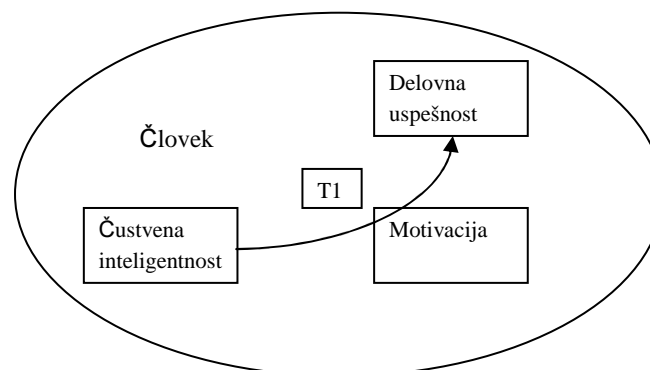 Delovna
uspešnost
Človek
T1
Čustvena
inteligentnost
Motivacija